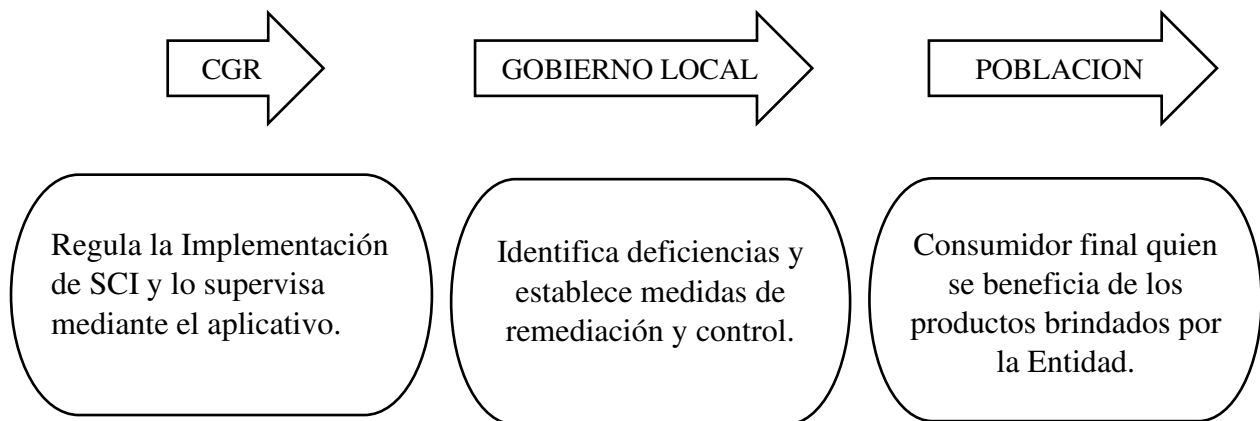 CGR
GOBIERNO LOCAL
POBLACION
Regula la Implementación
de SCI y lo supervisa
mediante el aplicativo.
Identifica deficiencias y
establece medidas de
remediación y control.
Consumidor final quien
se beneficia de los
productos brindados por
la Entidad.